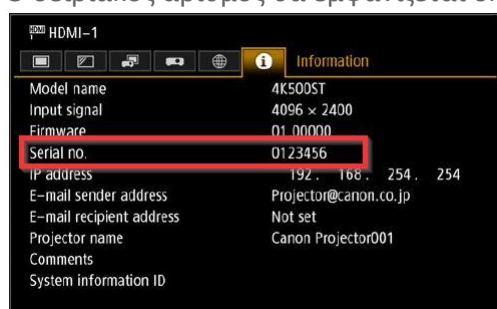 HDMI-1
Information
Model name 4K500ST
Input signal 4096 × 2400
Firmware 01.00000
Serial no. 0123456
IP address 192. 168. 254. 254
E-mail sender address Projector@canon.co.jp
E-mail recipient address Not set
Projector name Canon Projector001
Comments
System information ID